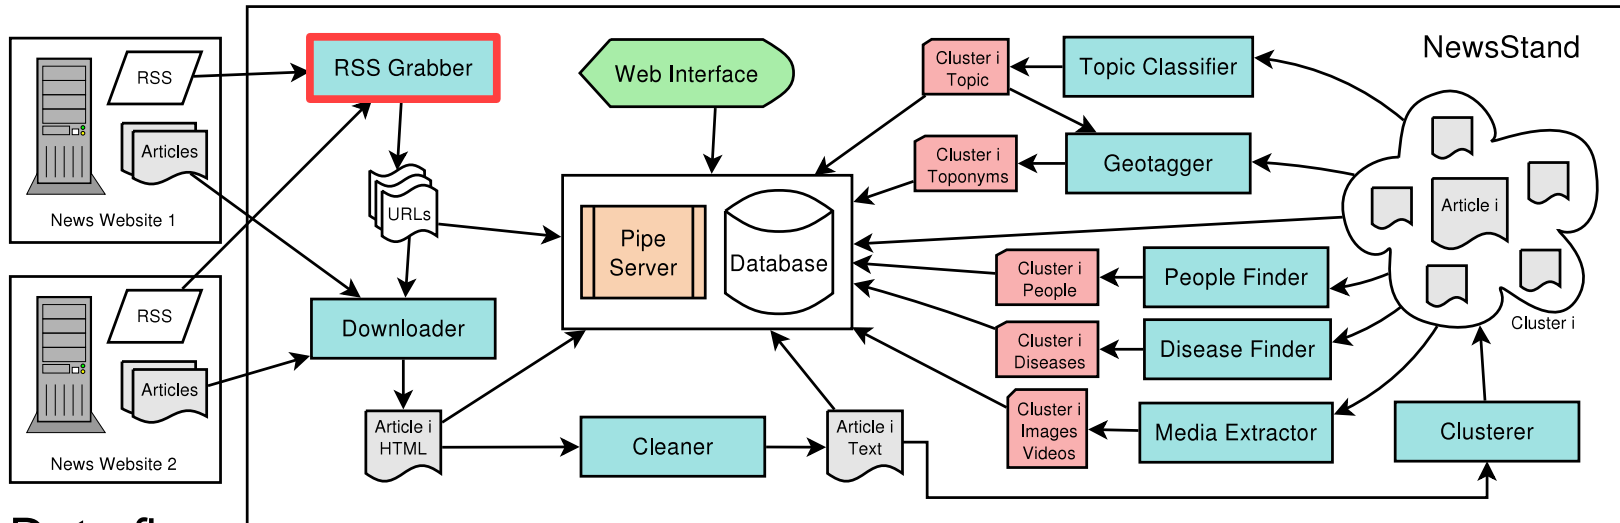 NewsStand
RSS
Articles
News Website 1
RSS
Articles
News Website 2
RSS Grabber
URLs
Downloader
Article i
HTML
Cleaner
Article i
Text
Web Interface
Pipe
Server
Database
Cluster i
Topic
Topic Classifier
Cluster i
Toponyms
Geotagger
Cluster i
People
People Finder
Cluster i
Diseases
Disease Finder
Cluster i
Images
Videos
Media Extractor
Article i
Cluster i
Clusterer